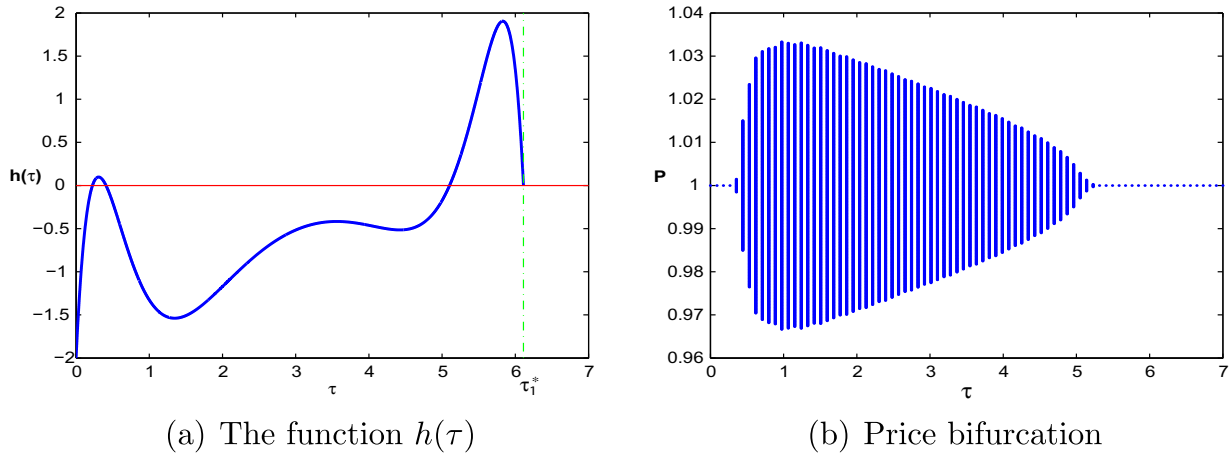 2
1.5
1
0.5
h(τ)
0
−0.5
−1
−1.5
−2
0 1 2 3 4 5 6 7
τ
τ₁*
(a) The function h(τ)
1.04
1.03
1.02
1.01
P
1
0.99
0.98
0.97
0.96
0 1 2 3 4 5 6 7
τ
(b) Price bifurcation